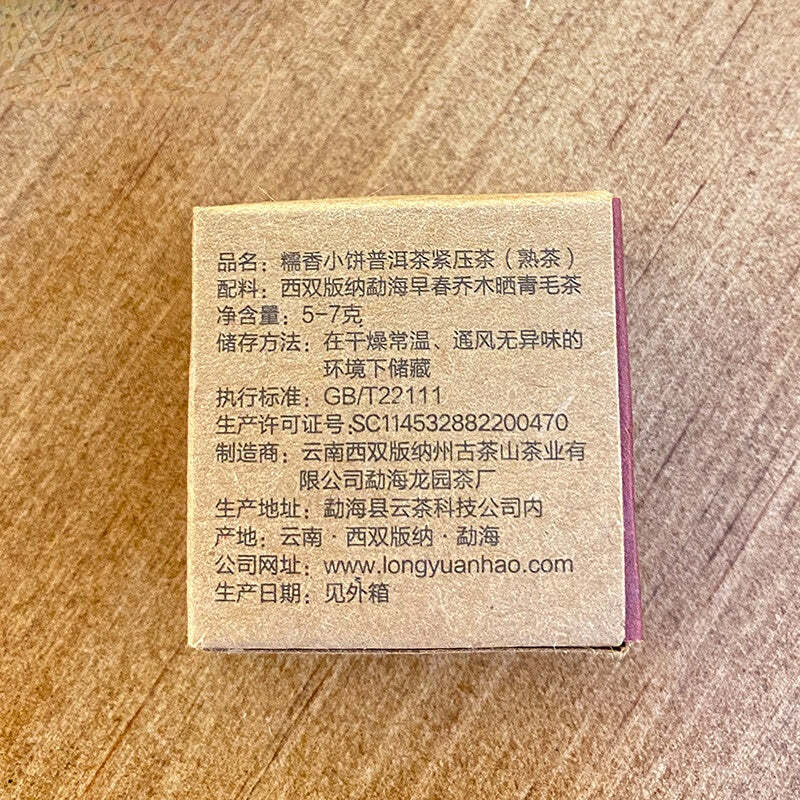 品名：糯香小饼普洱茶紧压茶（熟茶）
配料：西双版纳勐海早春乔木晒青毛茶
净含量：5-7克
储存方法：在干燥常温、通风无异味的
环境下储藏
执行标准：GB/T22111
生产许可证号:SC114532882200470
制造商：云南西双版纳州古茶山茶业有
限公司勐海龙园茶厂
生产地址：勐海县云茶科技公司内
产地：云南·西双版纳·勐海
公司网址：www.longyuanhao.com
生产日期：见外箱